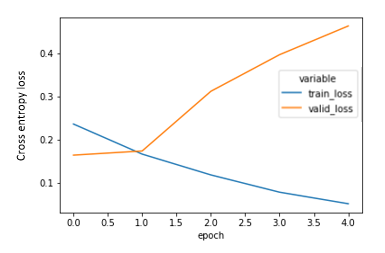 Cross entropy loss
0.4
0.3
0.2
0.1
variable
train_loss
valid_loss
0.0 0.5 1.0 1.5 2.0 2.5 3.0 3.5 4.0
epoch